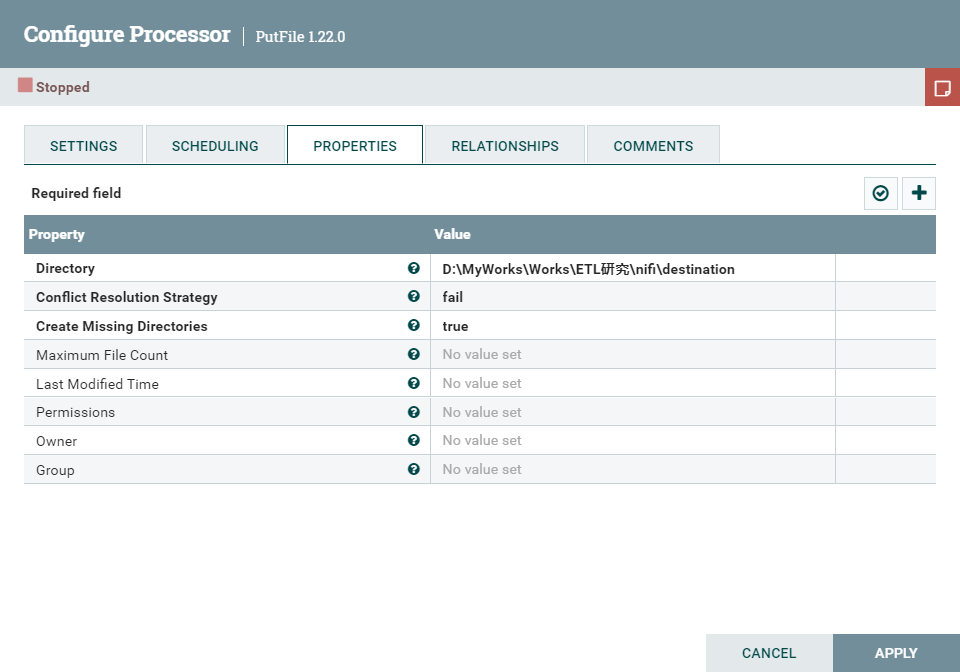 Configure Processor | PutFile 1.22.0
Stopped
SETTINGS SCHEDULING PROPERTIES RELATIONSHIPS COMMENTS
Required field
Property Value
Directory D:\MyWorks\Works\ETL研究\nifi\destination
Conflict Resolution Strategy fail
Create Missing Directories true
Maximum File Count No value set
Last Modified Time No value set
Permissions No value set
Owner No value set
Group No value set
CANCEL APPLY